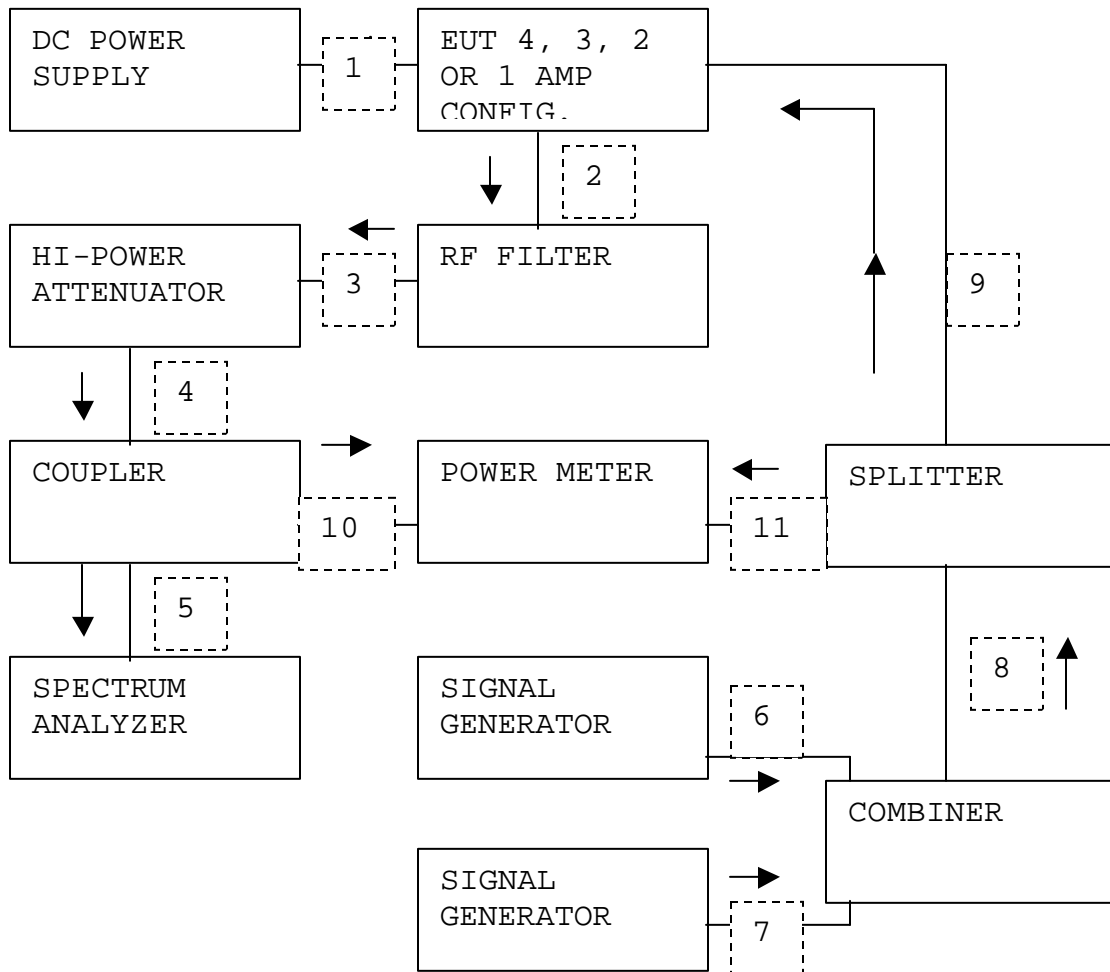 DC POWER
SUPPLY
1
EUT 4, 3, 2
OR 1 AMP
CONFIG.
2
HI-POWER
ATTENUATOR
3
RF FILTER
9
4
COUPLER
10
POWER METER
11
SPLITTER
5
SPECTRUM
ANALYZER
SIGNAL
GENERATOR
6
8
COMBINER
SIGNAL
GENERATOR
7